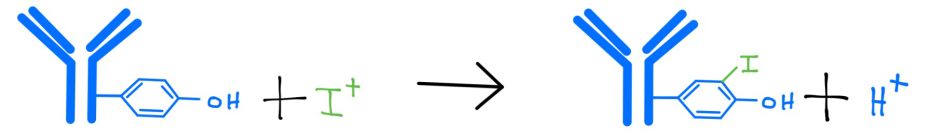 OH + I⁺ → I OH + H⁺